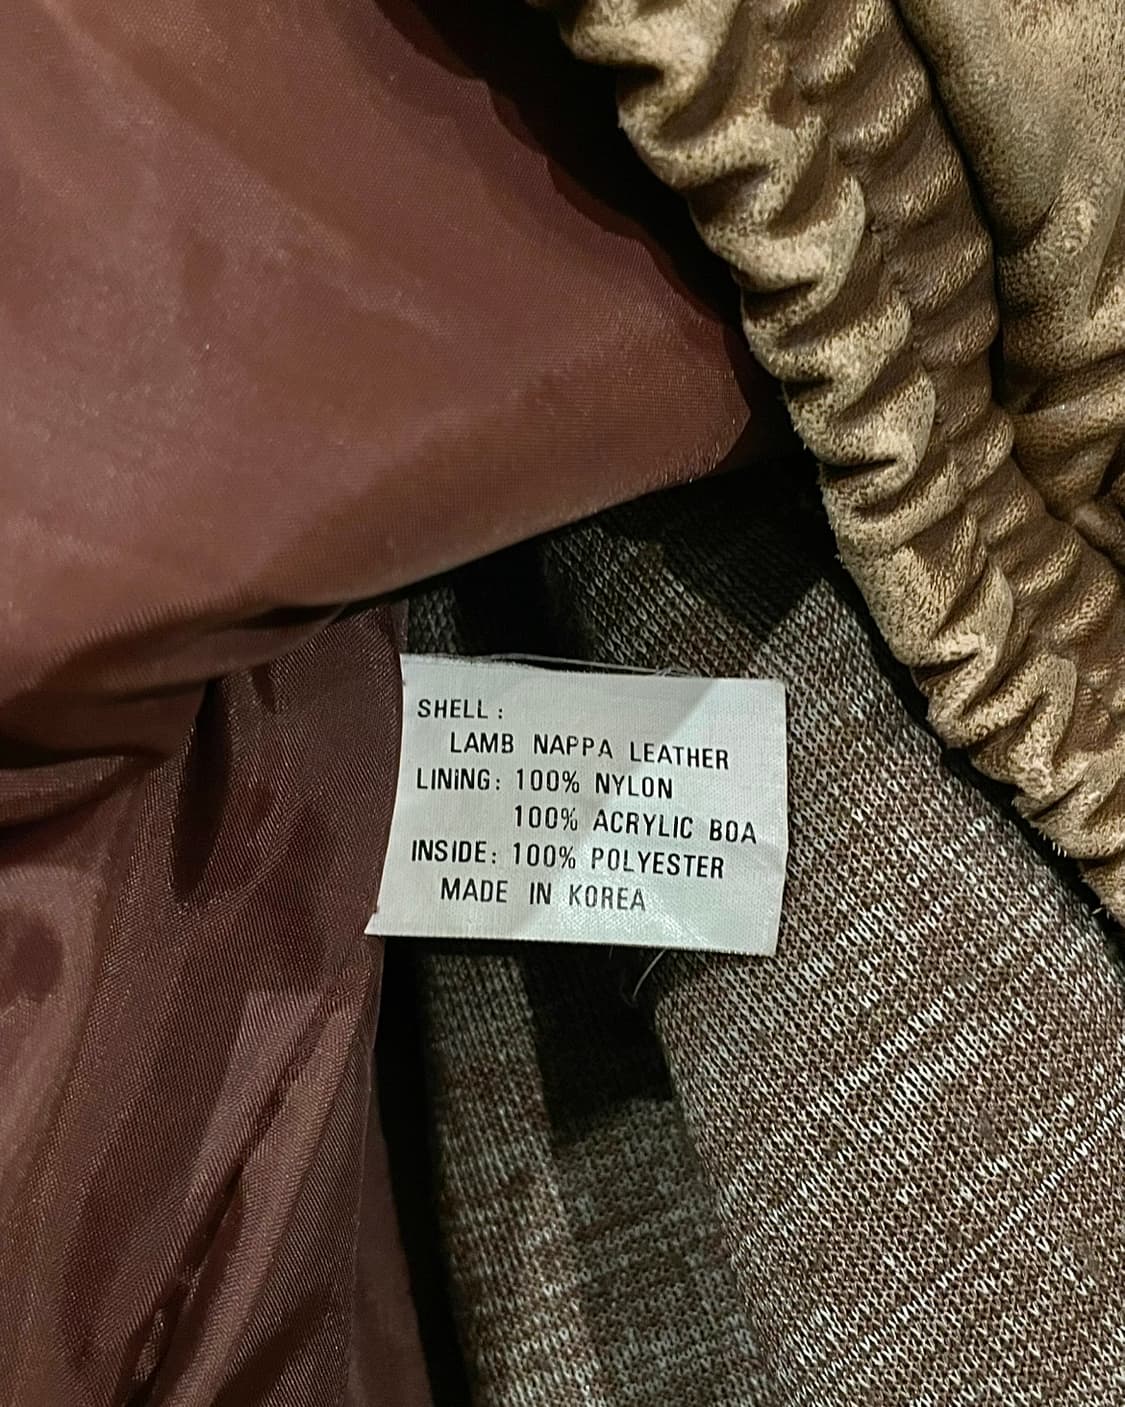 SHELL :
LAMB NAPPA LEATHER
LINING: 100% NYLON
100% ACRYLIC BOA
INSIDE: 100% POLYESTER
MADE IN KOREA